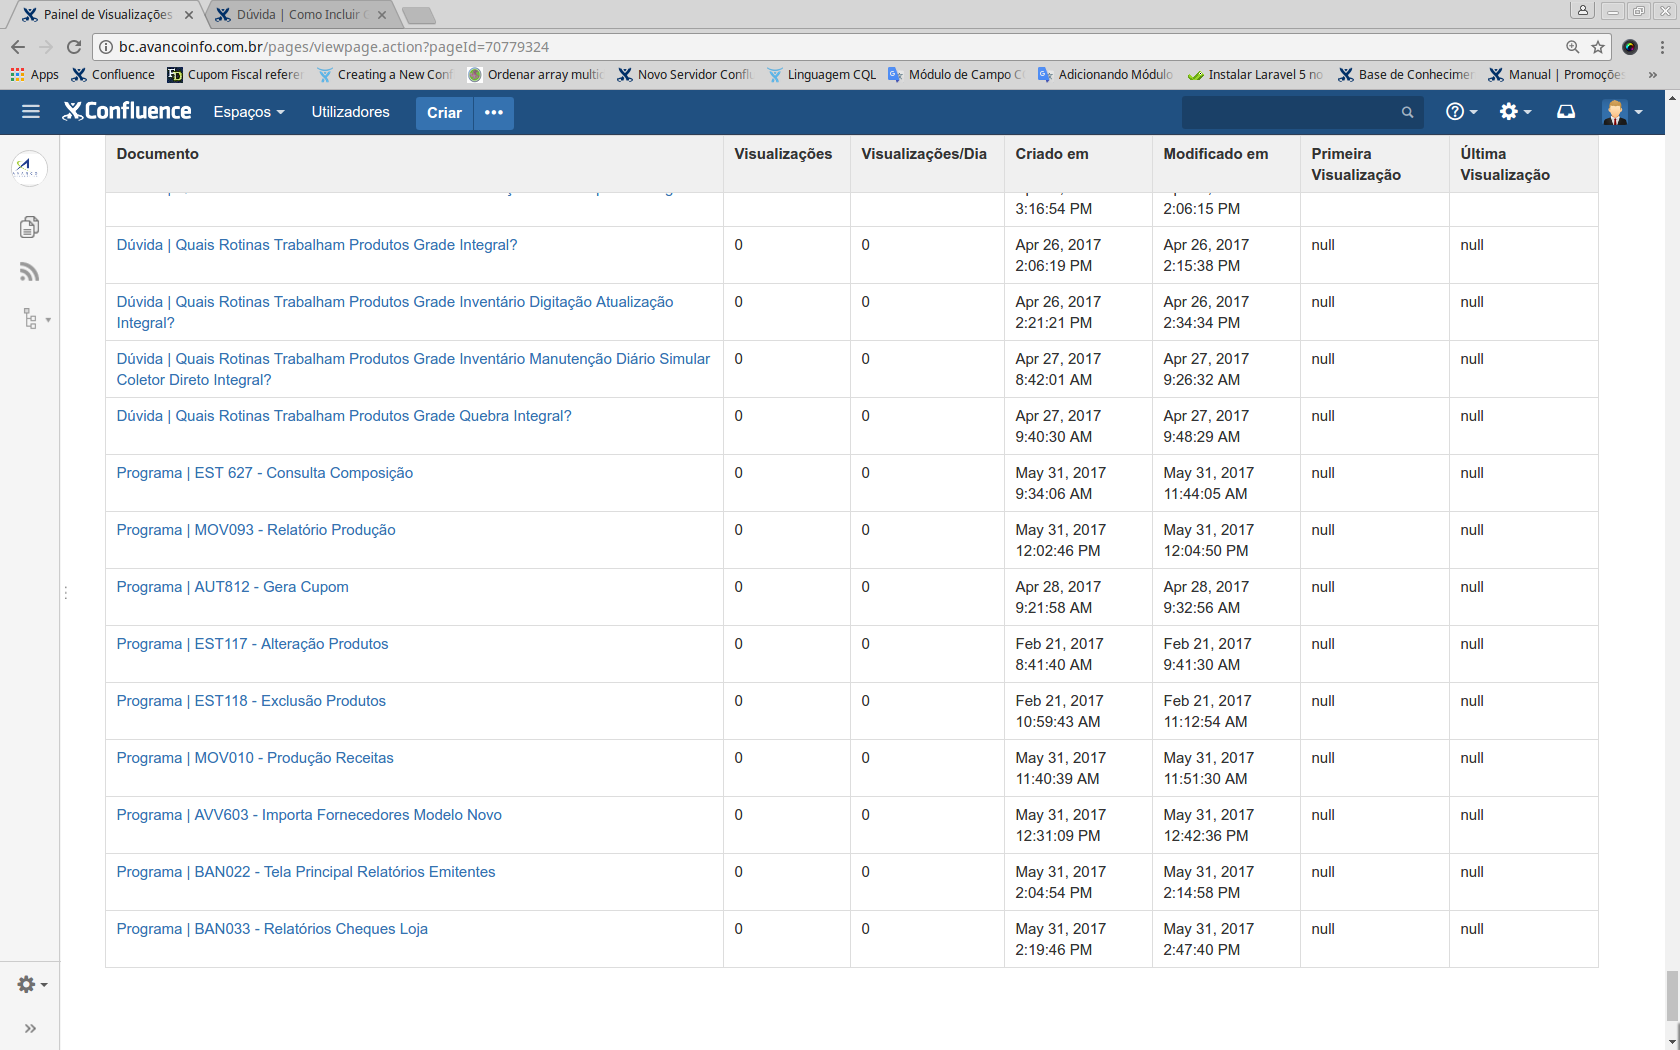 Painel de Visualizações
Dúvida | Como Incluir
bc.avancoinfo.com.br/pages/viewpage.action?pageId=70779324
Apps Confluence Cupom Fiscal referen Creating a New Conf Ordenar array multi Novo Servidor Conflu Linguagem CQL Módulo de Campo C Adicionando Módulo Instalar Laravel 5 no Base de Conhecimen Manual | Promoções »
Confluence Espaços Utilizadores Criar •••
Documento Visualizações Visualizações/Dia Criado em Modificado em Primeira Visualização Última Visualização
3:16:54 PM 2:06:15 PM
Dúvida | Quais Rotinas Trabalham Produtos Grade Integral? 0 0 Apr 26, 2017 Apr 26, 2017 null null
2:06:19 PM 2:15:38 PM
Dúvida | Quais Rotinas Trabalham Produtos Grade Inventário Digitação Atualização 0 0 Apr 26, 2017 Apr 26, 2017 null null
Integral? 2:21:21 PM 2:34:34 PM
Dúvida | Quais Rotinas Trabalham Produtos Grade Inventário Manutenção Diário Simular 0 0 Apr 27, 2017 Apr 27, 2017 null null
Coletor Direto Integral? 8:42:01 AM 9:26:32 AM
Dúvida | Quais Rotinas Trabalham Produtos Grade Quebra Integral? 0 0 Apr 27, 2017 Apr 27, 2017 null null
9:40:30 AM 9:48:29 AM
Programa | EST 627 - Consulta Composição 0 0 May 31, 2017 May 31, 2017 null null
9:34:06 AM 11:44:05 AM
Programa | MOV093 - Relatório Produção 0 0 May 31, 2017 May 31, 2017 null null
12:02:46 PM 12:04:50 PM
Programa | AUT812 - Gera Cupom 0 0 Apr 28, 2017 Apr 28, 2017 null null
9:21:58 AM 9:32:56 AM
Programa | EST117 - Alteração Produtos 0 0 Feb 21, 2017 Feb 21, 2017 null null
8:41:40 AM 9:41:30 AM
Programa | EST118 - Exclusão Produtos 0 0 Feb 21, 2017 Feb 21, 2017 null null
10:59:43 AM 11:12:54 AM
Programa | MOV010 - Produção Receitas 0 0 May 31, 2017 May 31, 2017 null null
11:40:39 AM 11:51:30 AM
Programa | AVV603 - Importa Fornecedores Modelo Novo 0 0 May 31, 2017 May 31, 2017 null null
12:31:09 PM 12:42:36 PM
Programa | BAN022 - Tela Principal Relatórios Emitentes 0 0 May 31, 2017 May 31, 2017 null null
2:04:54 PM 2:14:58 PM
Programa | BAN033 - Relatórios Cheques Loja 0 0 May 31, 2017 May 31, 2017 null null
2:19:46 PM 2:47:40 PM